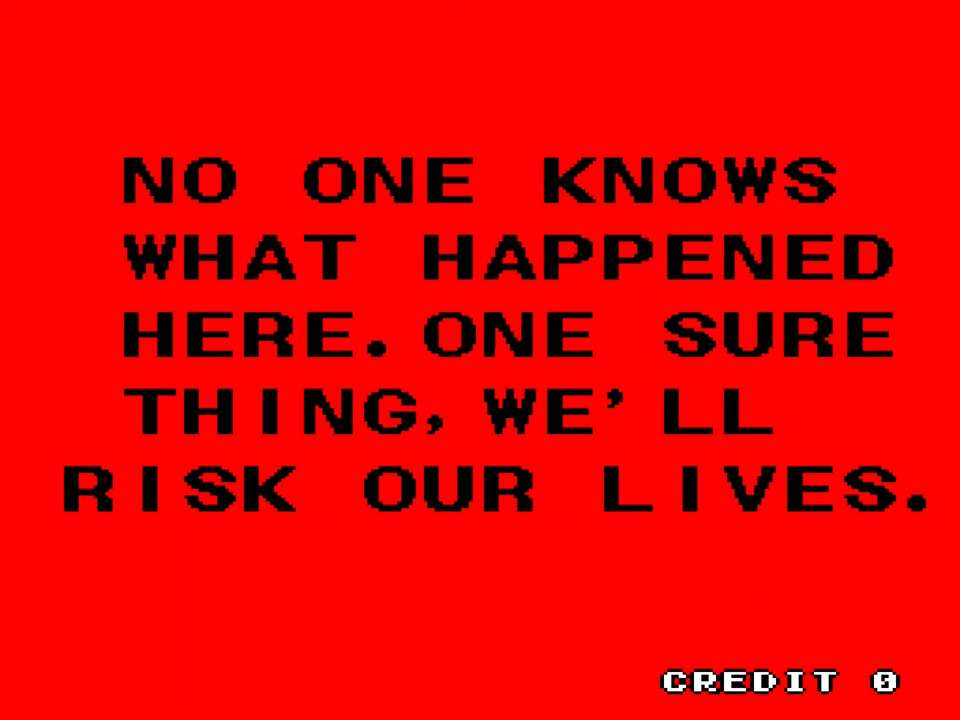 NO ONE KNOWS
WHAT HAPPENED
HERE. ONE SURE
THING, WE'LL
RISK OUR LIVES.
CREDIT 0